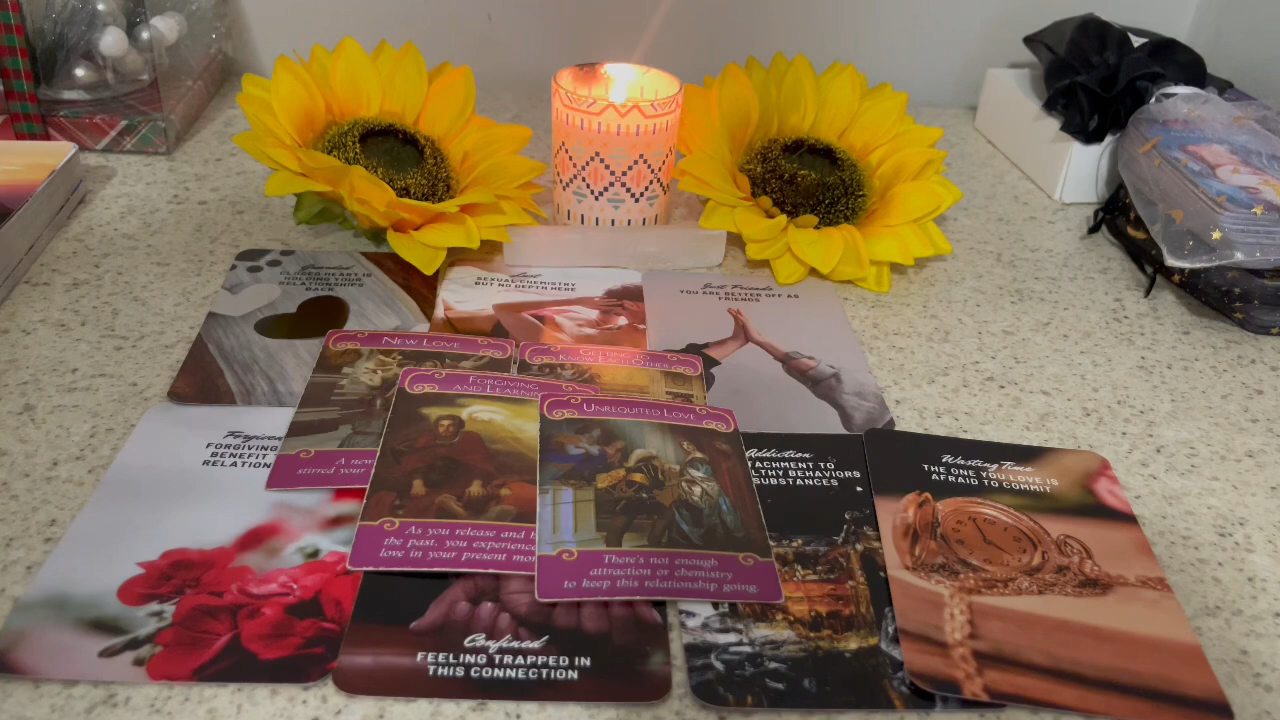 Guarded
CLOSED HEART IS
HOLDING YOUR
RELATIONSHIPS
BACK
Lust
SEXUAL CHEMISTRY
BUT NO DEPTH HERE
Just Friends
YOU ARE BETTER OFF AS
FRIENDS
NEW LOVE
A new
stirred your
GETTING TO
KNOW EACH OTHER
FORGIVING
AND LEARNIN
As you release and h
the past, you experience
love in your present mo
UNREQUITED LOVE
There's not enough
attraction or chemistry
to keep this relationship going.
Forgiven
FORGIVING
BENEFIT
RELATION
Confined
FEELING TRAPPED IN
THIS CONNECTION
Addiction
TACHMENT TO
LTHY BEHAVIORS
SUBSTANCES
Wasting Time
THE ONE YOU LOVE IS
AFRAID TO COMMIT